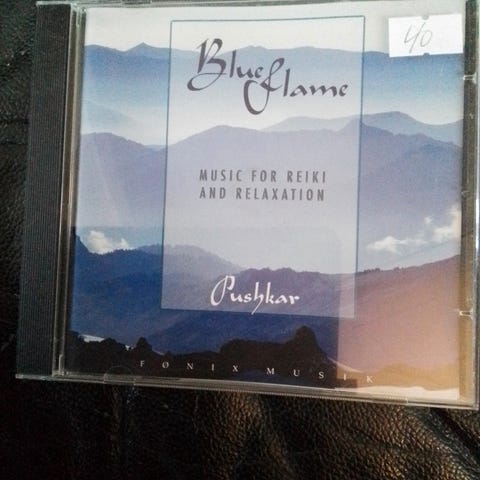 40
Blue Flame
MUSIC FOR REIKI
AND RELAXATION
Pushkar
FØNIX MUSIK